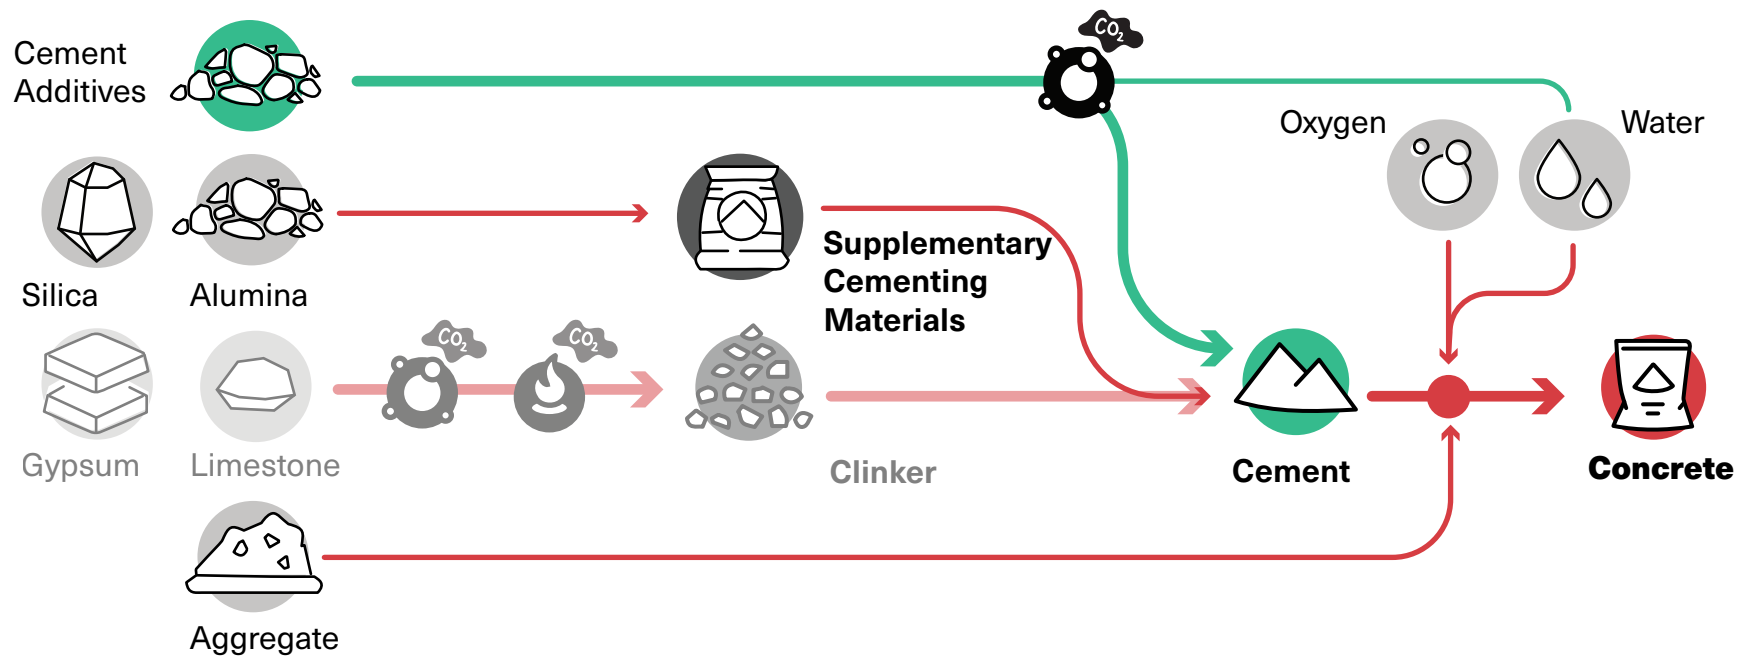 Cement
Additives
CO₂
Oxygen
Water
Silica
Alumina
Supplementary
Cementing
Materials
CO₂
CO₂
Gypsum
Limestone
Clinker
Cement
Concrete
Aggregate